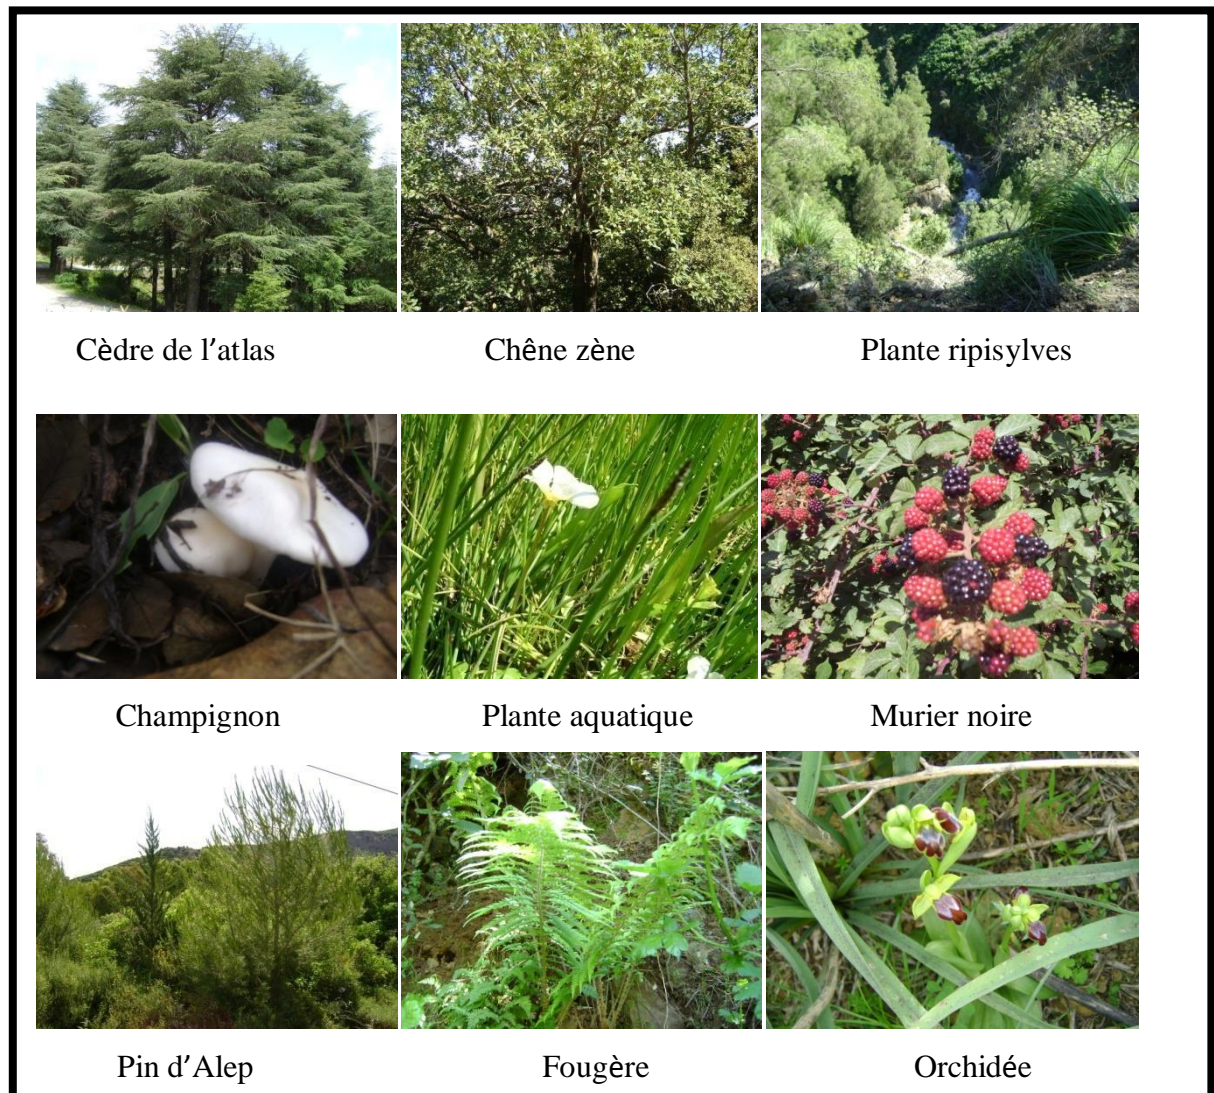 Cèdre de l’atlas Chêne zène Plante ripisylves
Champignon Plante aquatique Murier noire
Pin d’Alep Fougère Orchidée